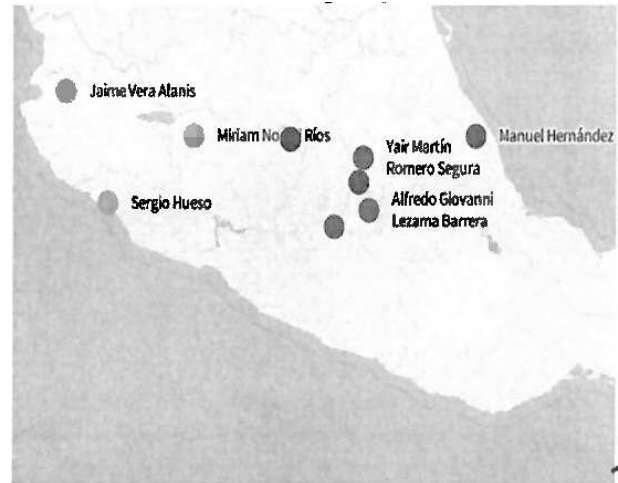 Jaime Vera Alanis
Miriam Ríos
Manuel Hernández
Yair Martín
Romero Segura
Sergio Hueso
Alfredo Giovanni
Lezama Barrera